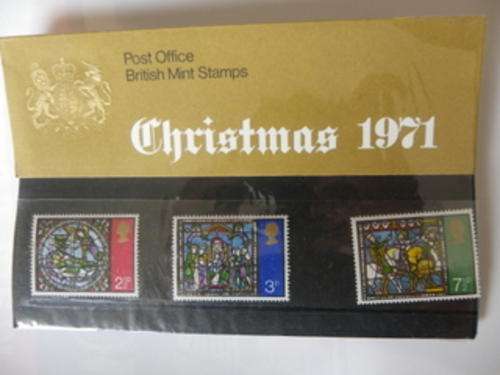 Post Office
British Mint Stamps
Christmas 1971
2½p
3p
7½p